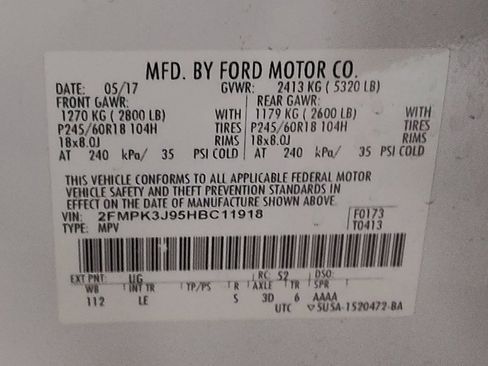 MFD. BY FORD MOTOR CO.
DATE: 05/17 GVWR: 2413 KG ( 5320 LB)
FRONT GAWR: REAR GAWR:
1270 KG ( 2800 LB) WITH 1179 KG ( 2600 LB) WITH
P245/60R18 104H TIRES P245/60R18 104H TIRES
18x8.0J RIMS 18x8.0J RIMS
AT 240 kPa/ 35 PSI COLD AT 240 kPa/ 35 PSI COLD
THIS VEHICLE CONFORMS TO ALL APPLICABLE FEDERAL MOTOR
VEHICLE SAFETY AND THEFT PREVENTION STANDARDS IN
EFFECT ON THE DATE OF MANUFACTURE SHOWN ABOVE.
VIN: 2FMPK3J95HBC11918 F0173
TYPE: MPV T0413
EXT PNT: UG RC: 52 DSO:
WB INT TR TP/PS R AXLE TR SPR
112 LE S 3D 6 AAAA
UTC 5U5A-1520472-BA